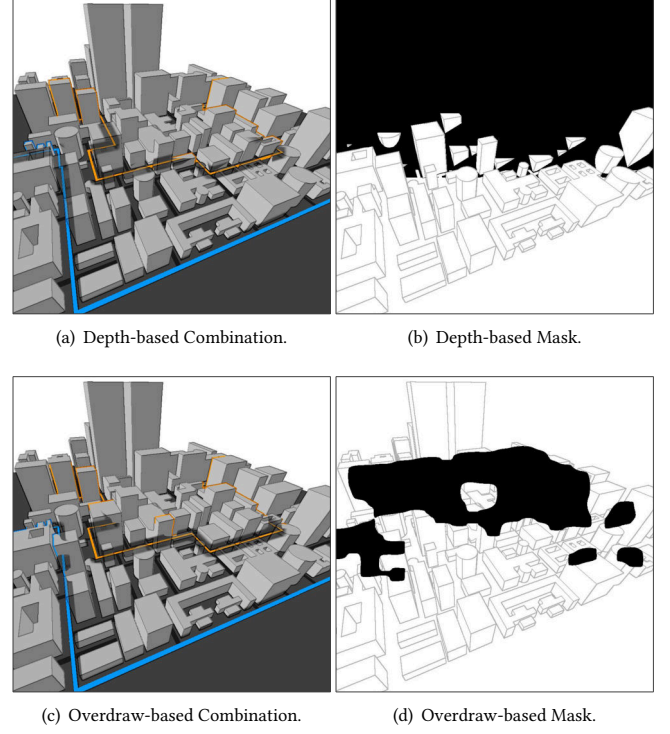 (a) Depth-based Combination.
(b) Depth-based Mask.
(c) Overdraw-based Combination.
(d) Overdraw-based Mask.